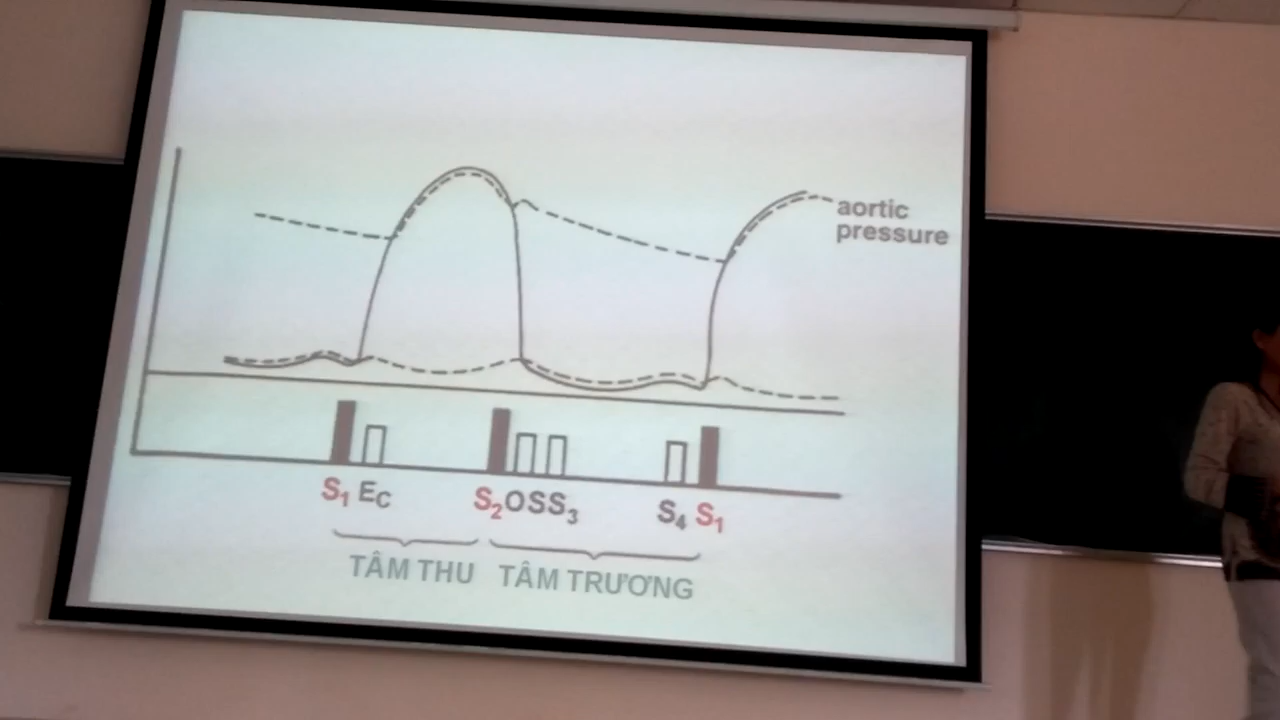 aortic
pressure
S₁ EC S₂ OS S₃ S₄ S₁
TÂM THU TÂM TRƯƠNG